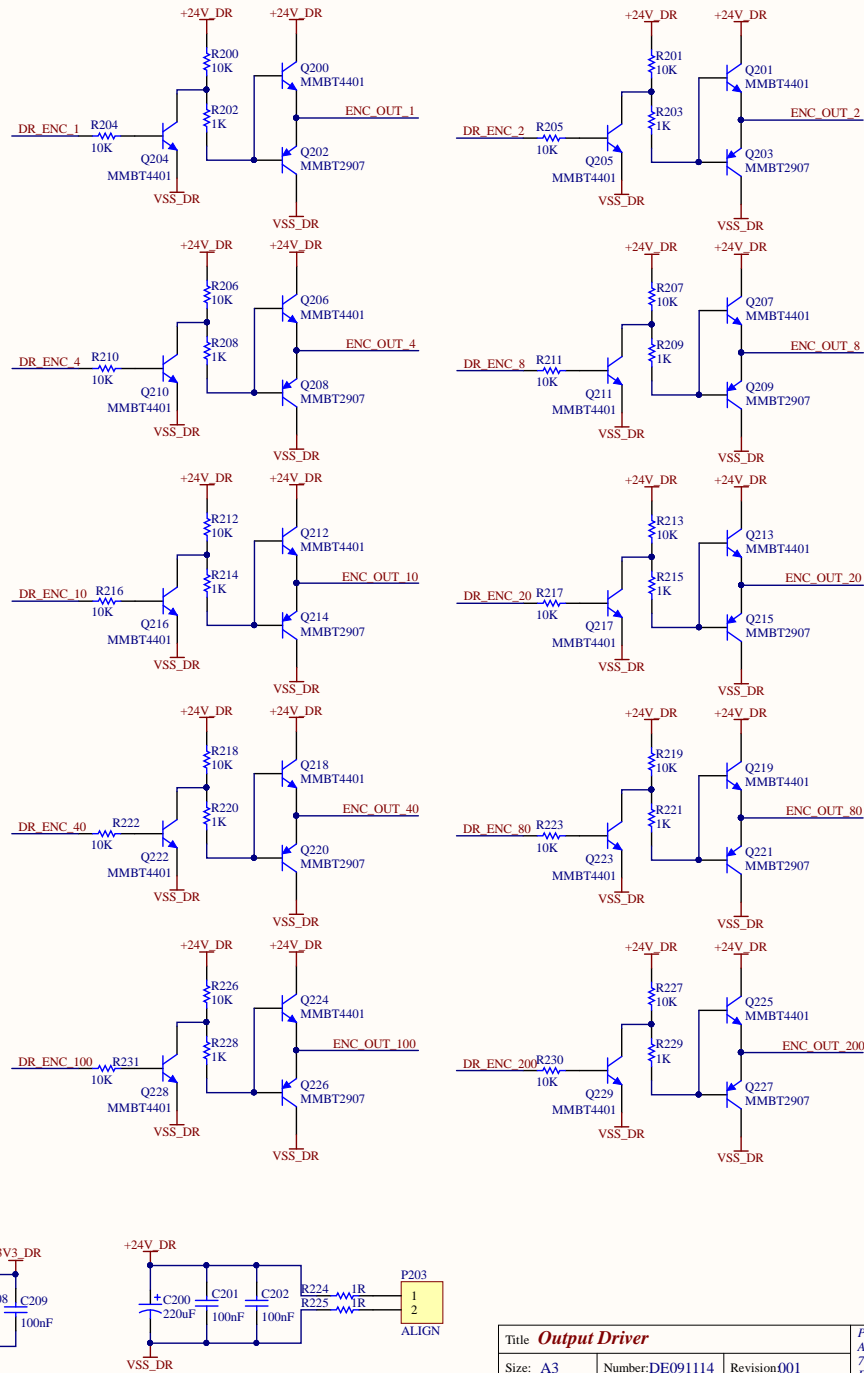 +24V_DR +24V_DR
R200
10K
Q200
MMBT4401
R202
1K
ENC_OUT_1
DR_ENC_1
R204
10K
Q204
MMBT4401
Q202
MMBT2907
VSS_DR
VSS_DR
+24V_DR +24V_DR
R201
10K
Q201
MMBT4401
R203
1K
ENC_OUT_2
DR_ENC_2
R205
10K
Q205
MMBT4401
Q203
MMBT2907
VSS_DR
VSS_DR
+24V_DR +24V_DR
R206
10K
Q206
MMBT4401
R208
1K
ENC_OUT_4
DR_ENC_4
R210
10K
Q210
MMBT4401
Q208
MMBT2907
VSS_DR
VSS_DR
+24V_DR +24V_DR
R207
10K
Q207
MMBT4401
R209
1K
ENC_OUT_8
DR_ENC_8
R211
10K
Q211
MMBT4401
Q209
MMBT2907
VSS_DR
VSS_DR
+24V_DR +24V_DR
R212
10K
Q212
MMBT4401
R214
1K
ENC_OUT_10
DR_ENC_10
R216
10K
Q216
MMBT4401
Q214
MMBT2907
VSS_DR
VSS_DR
+24V_DR +24V_DR
R213
10K
Q213
MMBT4401
R215
1K
ENC_OUT_20
DR_ENC_20
R217
10K
Q217
MMBT4401
Q215
MMBT2907
VSS_DR
VSS_DR
+24V_DR +24V_DR
R218
10K
Q218
MMBT4401
R220
1K
ENC_OUT_40
DR_ENC_40
R222
10K
Q222
MMBT4401
Q220
MMBT2907
VSS_DR
VSS_DR
+24V_DR +24V_DR
R219
10K
Q219
MMBT4401
R221
1K
ENC_OUT_80
DR_ENC_80
R223
10K
Q223
MMBT4401
Q221
MMBT2907
VSS_DR
VSS_DR
+24V_DR +24V_DR
R226
10K
Q224
MMBT4401
R228
1K
ENC_OUT_100
DR_ENC_100
R231
10K
Q228
MMBT4401
Q226
MMBT2907
VSS_DR
VSS_DR
+24V_DR +24V_DR
R227
10K
Q225
MMBT4401
R229
1K
ENC_OUT_200
DR_ENC_200
R230
10K
Q229
MMBT4401
Q227
MMBT2907
VSS_DR
VSS_DR
3V3_DR
C209
100nF
+24V_DR
+
C200
220uF
C201
100nF
C202
100nF
R224 1R
R225 1R
P203
1
2
ALIGN
VSS_DR
Title Output Driver
Size: A3 Number:DE091114 Revision:001